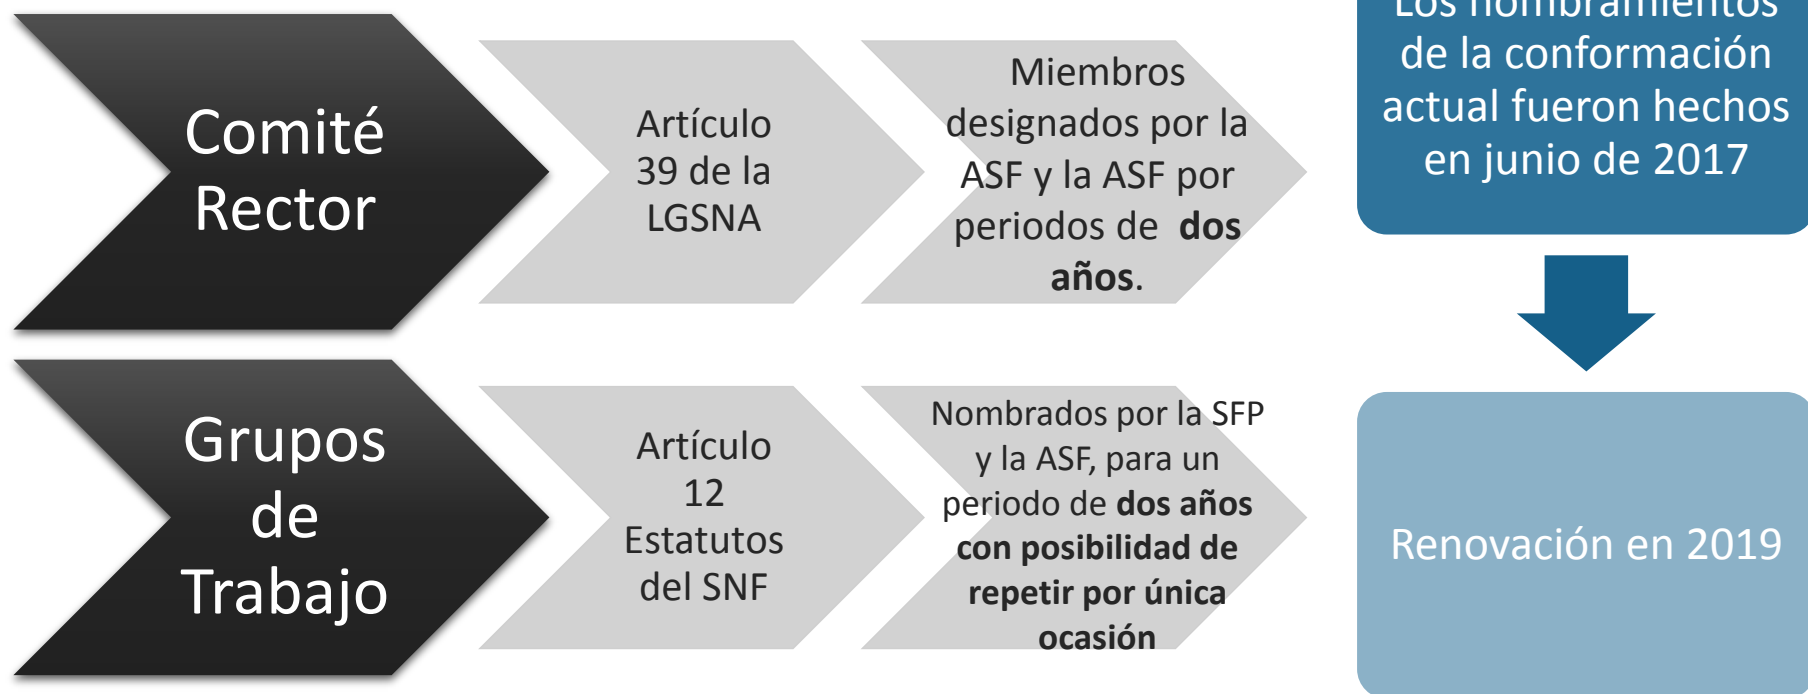 Comité
Rector
Artículo
39 de la
LGSNA
Miembros
designados por la
ASF y la ASF por
periodos de dos
años.
Los nombramientos
de la conformación
actual fueron hechos
en junio de 2017
Grupos
de
Trabajo
Artículo
12
Estatutos
del SNF
Nombrados por la SFP
y la ASF, para un
periodo de dos años
con posibilidad de
repetir por única
ocasión
Renovación en 2019